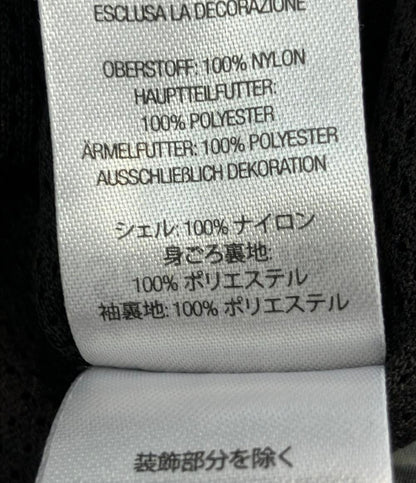 ESCLUSA LA DECORAZIONE
OBERSTOFF: 100% NYLON
HAUPTTEILFUTTER:
100% POLYESTER
ÄRMELFUTTER: 100% POLYESTER
AUSSCHLIEßLICH DEKORATION
シェル: 100% ナイロン
身ごろ裏地:
100% ポリエステル
袖裏地: 100% ポリエステル
装飾部分を除く